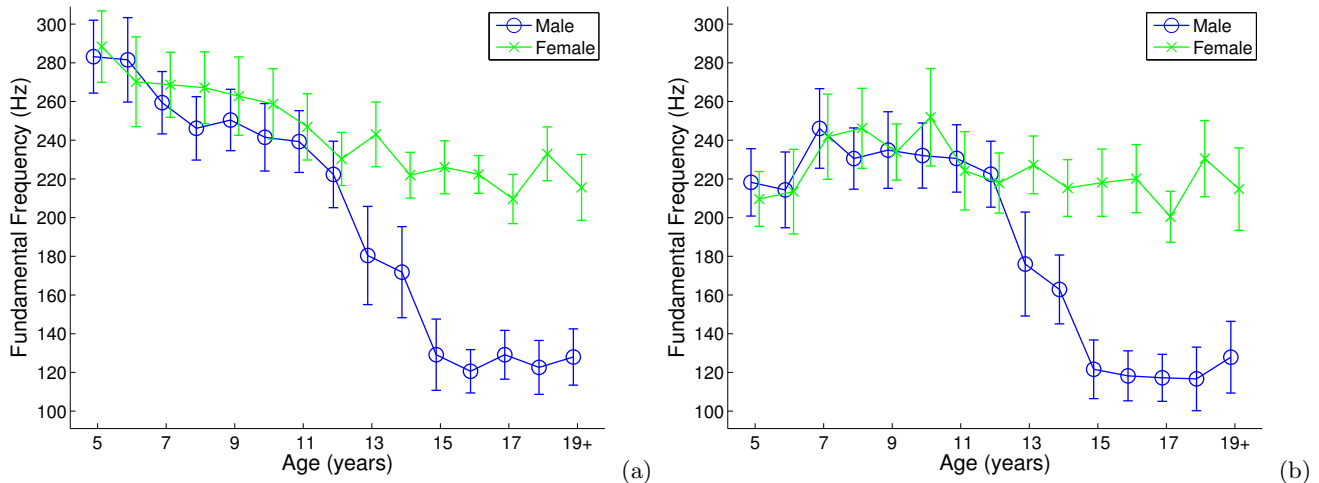 300
280
260
240
220
200
180
160
140
120
100
Fundamental Frequency (Hz)
Male
Female
5 7 9 11 13 15 17 19+
Age (years)
(a)
300
280
260
240
220
200
180
160
140
120
100
Fundamental Frequency (Hz)
Male
Female
5 7 9 11 13 15 17 19+
Age (years)
(b)